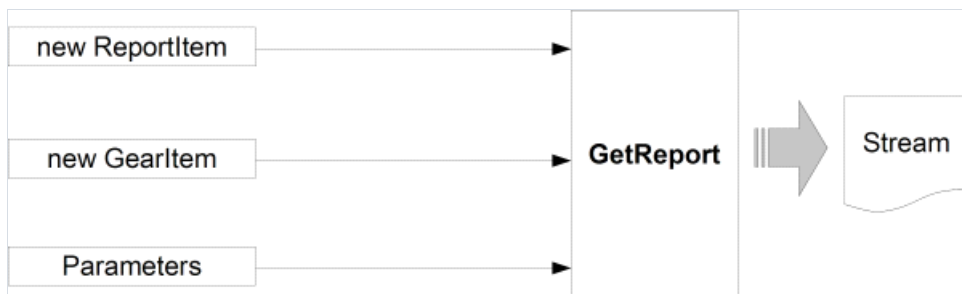 new ReportItem
new GearItem
GetReport
Stream
Parameters